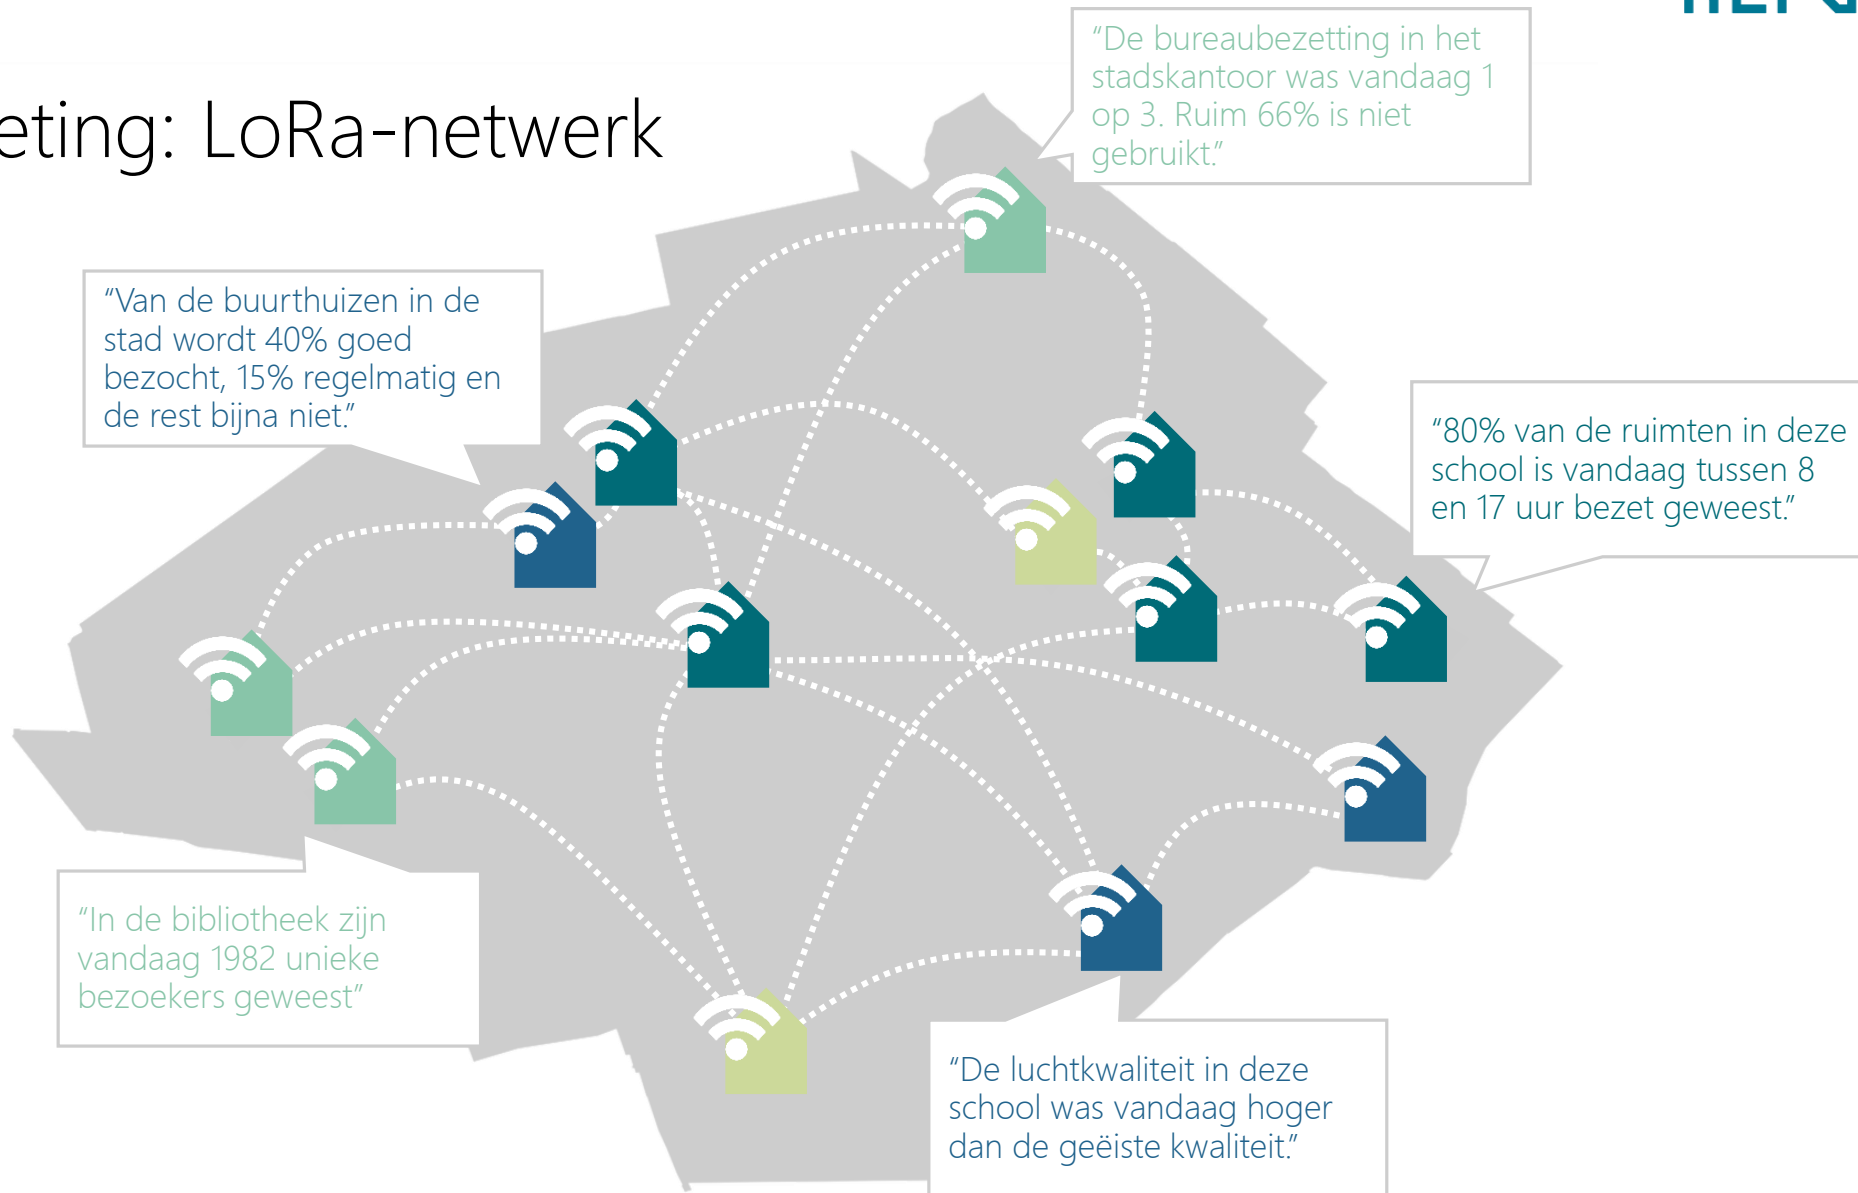 eting: LoRa-netwerk
“De bureaubezetting in het
stadskantoor was vandaag 1
op 3. Ruim 66% is niet
gebruikt.”
“Van de buurthuizen in de
stad wordt 40% goed
bezocht, 15% regelmatig en
de rest bijna niet.”
“80% van de ruimten in deze
school is vandaag tussen 8
en 17 uur bezet geweest.”
“In de bibliotheek zijn
vandaag 1982 unieke
bezoekers geweest”
“De luchtkwaliteit in deze
school was vandaag hoger
dan de geëiste kwaliteit.”